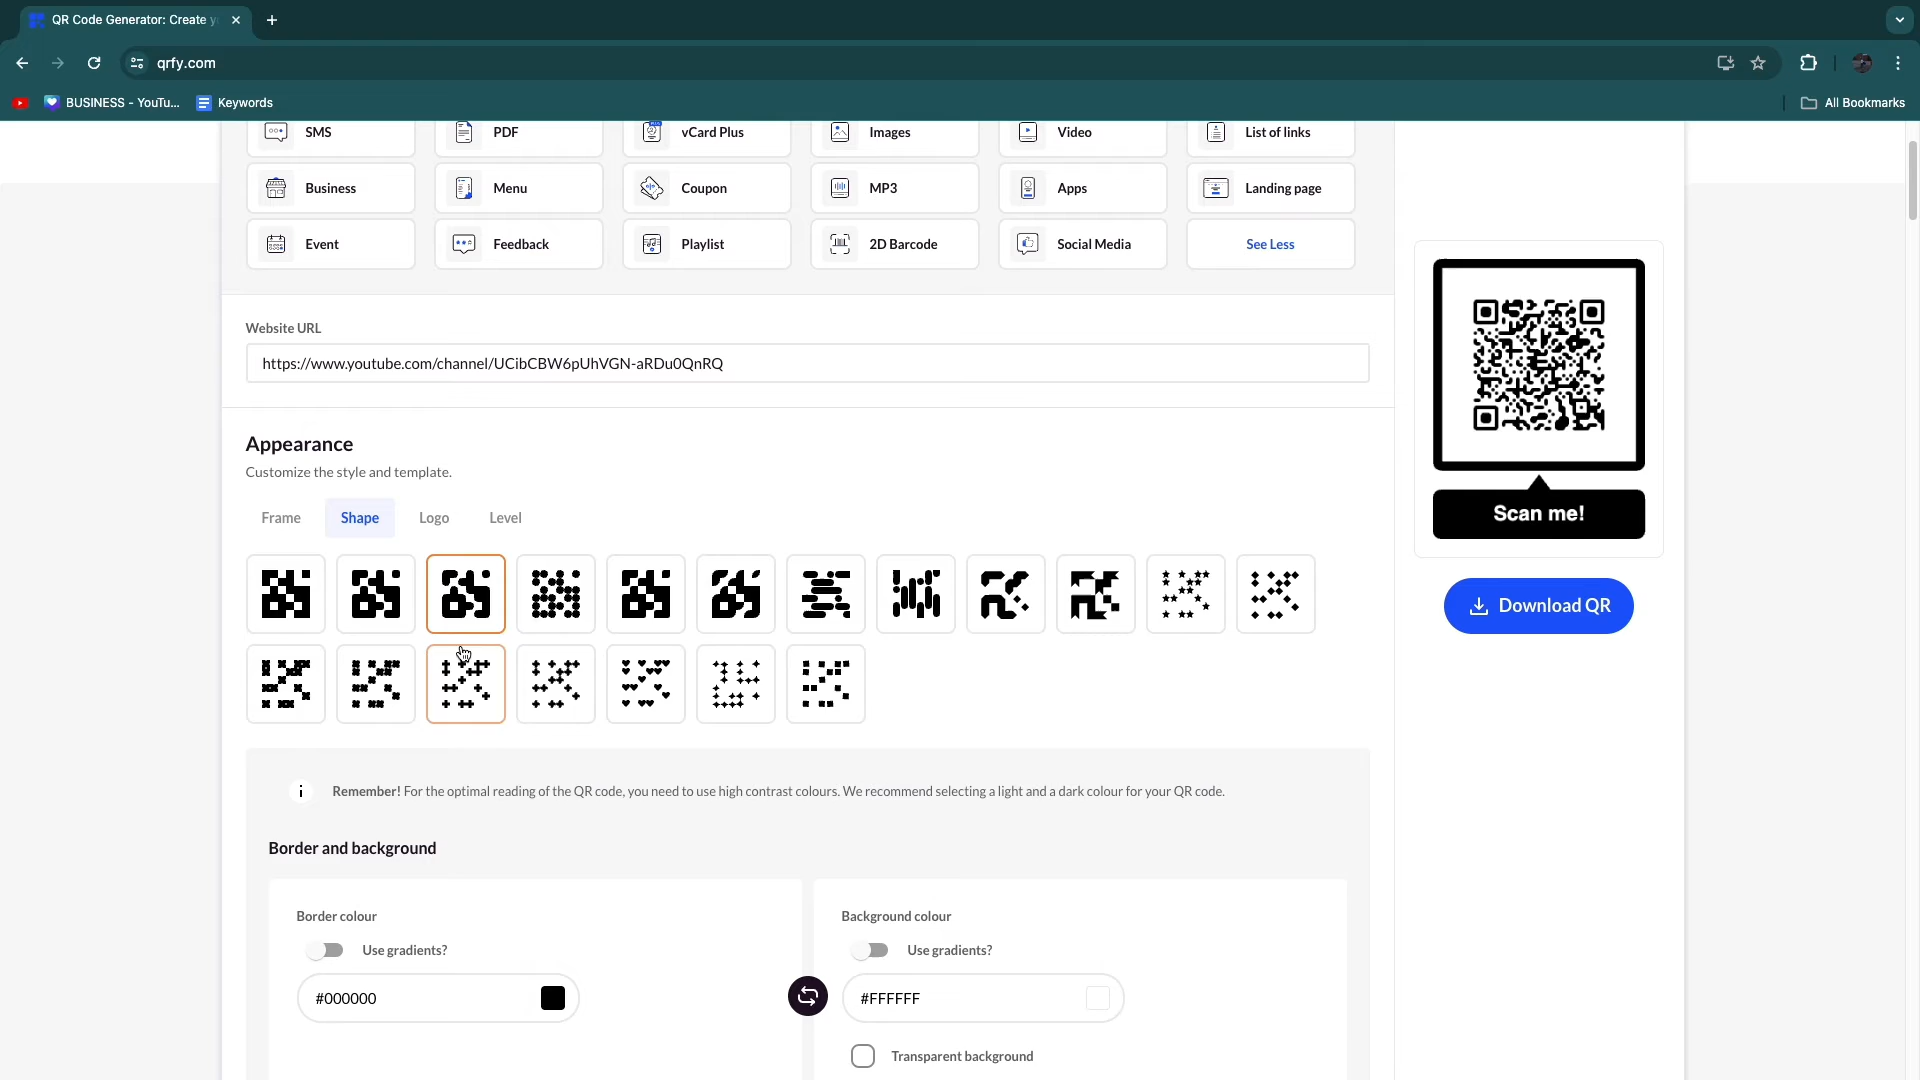 QR Code Generator: Create y
qrfy.com
BUSINESS - YouTu...
Keywords
All Bookmarks
SMS
PDF
vCard Plus
Images
Video
List of links
Business
Menu
Coupon
MP3
Apps
Landing page
Event
Feedback
Playlist
2D Barcode
Social Media
See Less
Website URL
https://www.youtube.com/channel/UCibCBW6pUhVGN-aRDu0QnRQ
Appearance
Customize the style and template.
Frame
Shape
Logo
Level
Scan me!
Download QR
Remember! For the optimal reading of the QR code, you need to use high contrast colours. We recommend selecting a light and a dark colour for your QR code.
Border and background
Border colour
Use gradients?
#000000
Background colour
Use gradients?
#FFFFFF
Transparent background